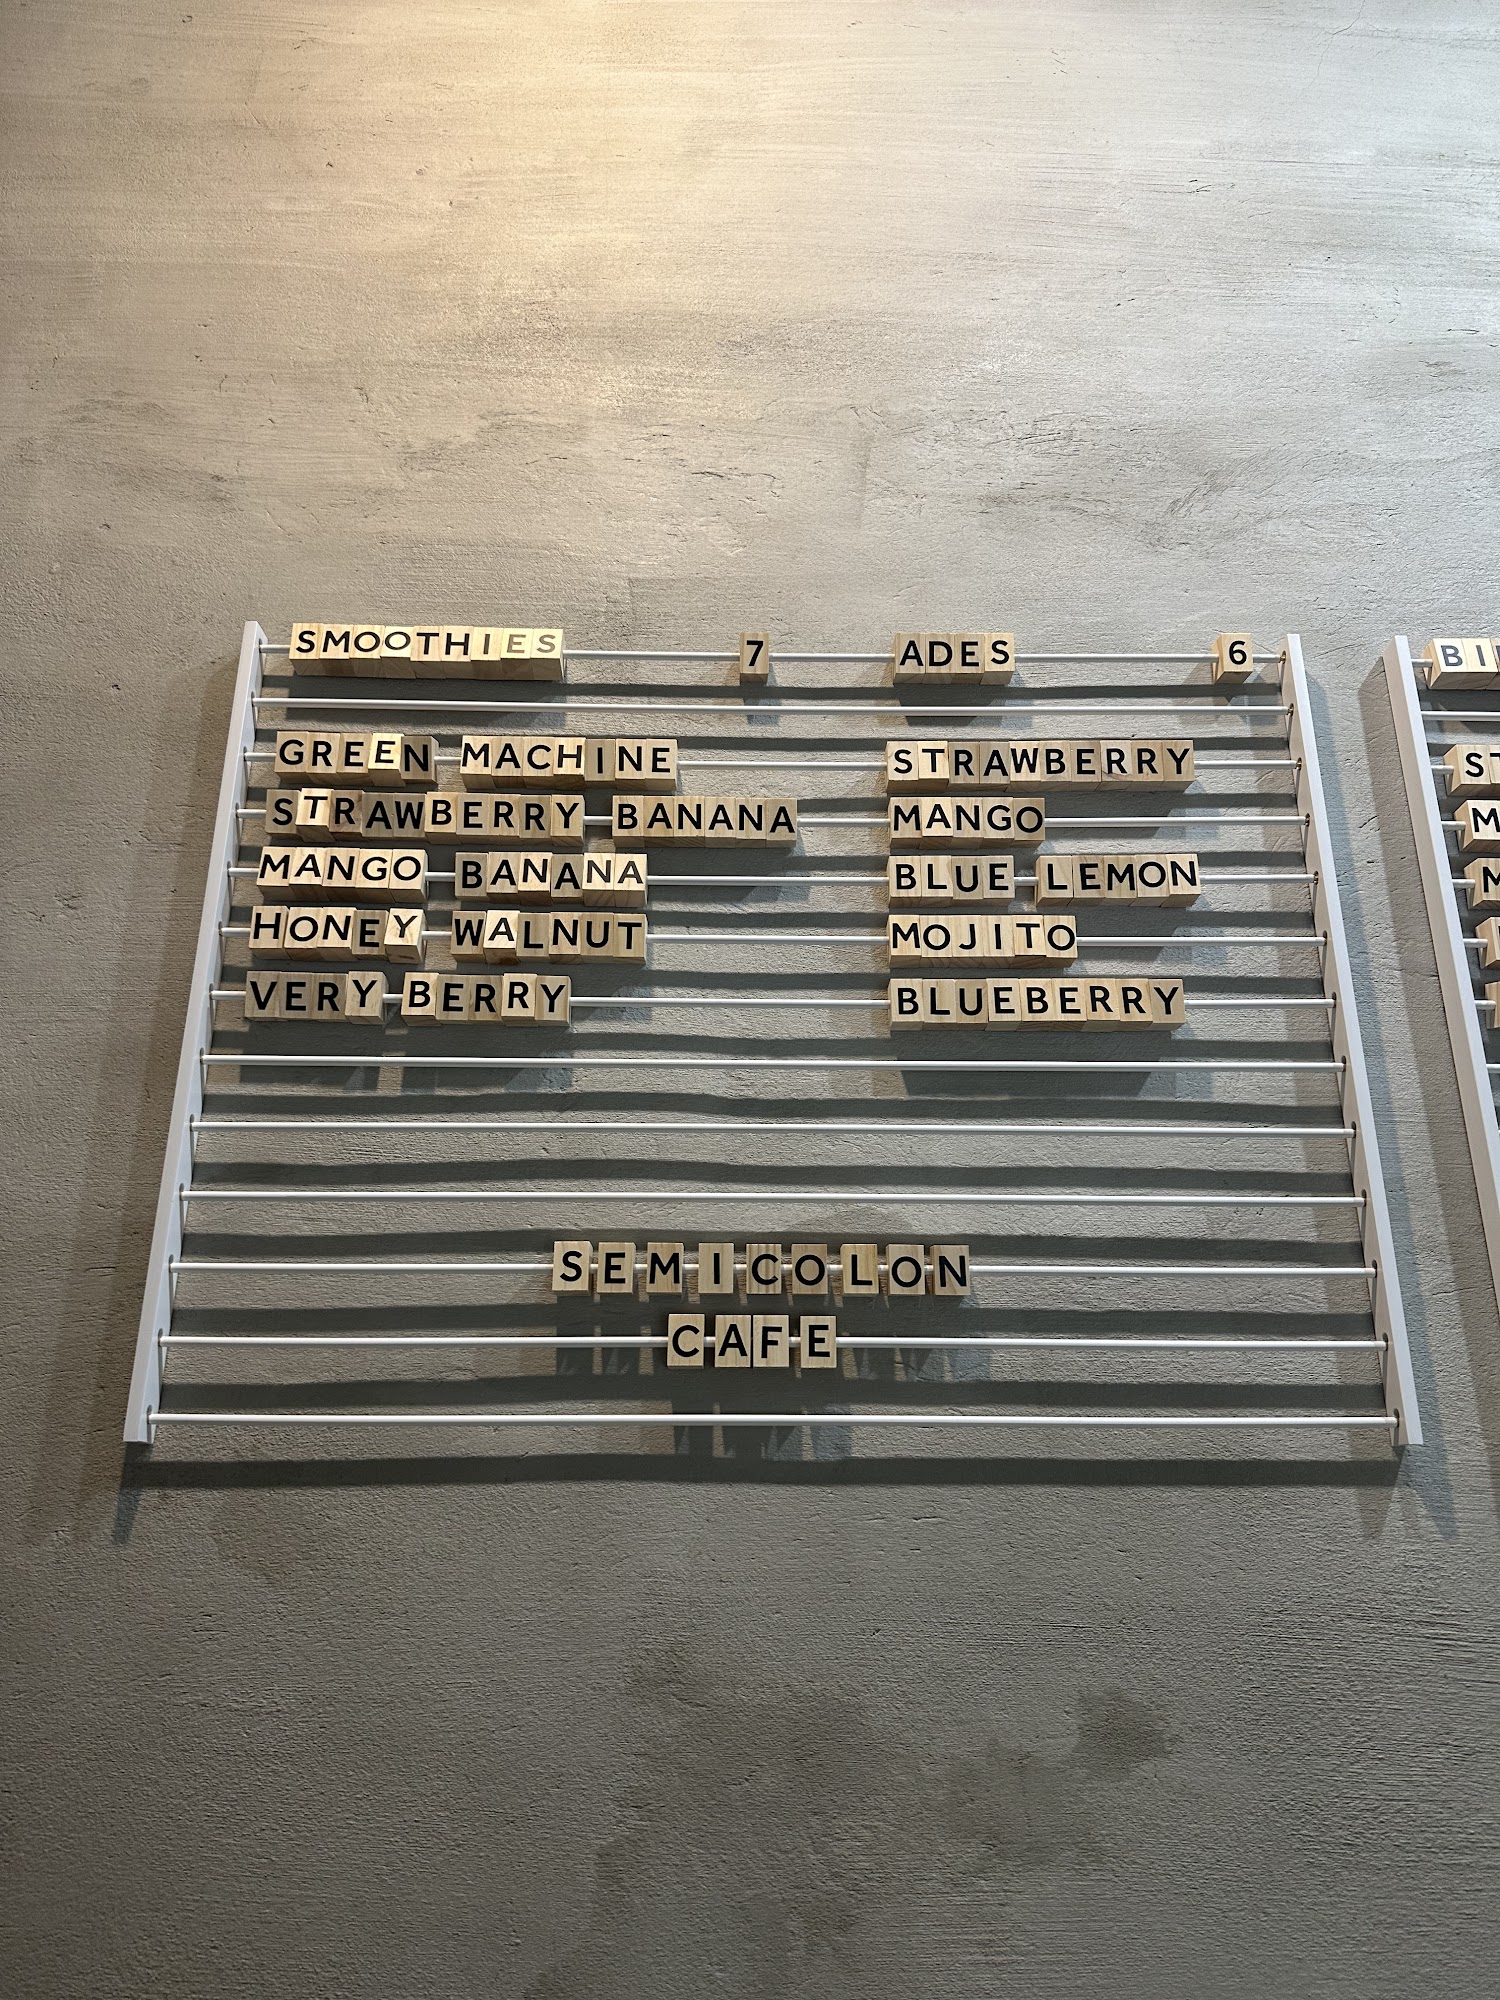 SMOOTHIES 7 ADES 6
GREEN MACHINE STRAWBERRY
STRAWBERRY BANANA MANGO
MANGO BANANA BLUE LEMON
HONEY WALNUT MOJITO
VERY BERRY BLUEBERRY
SEMICOLON
CAFE